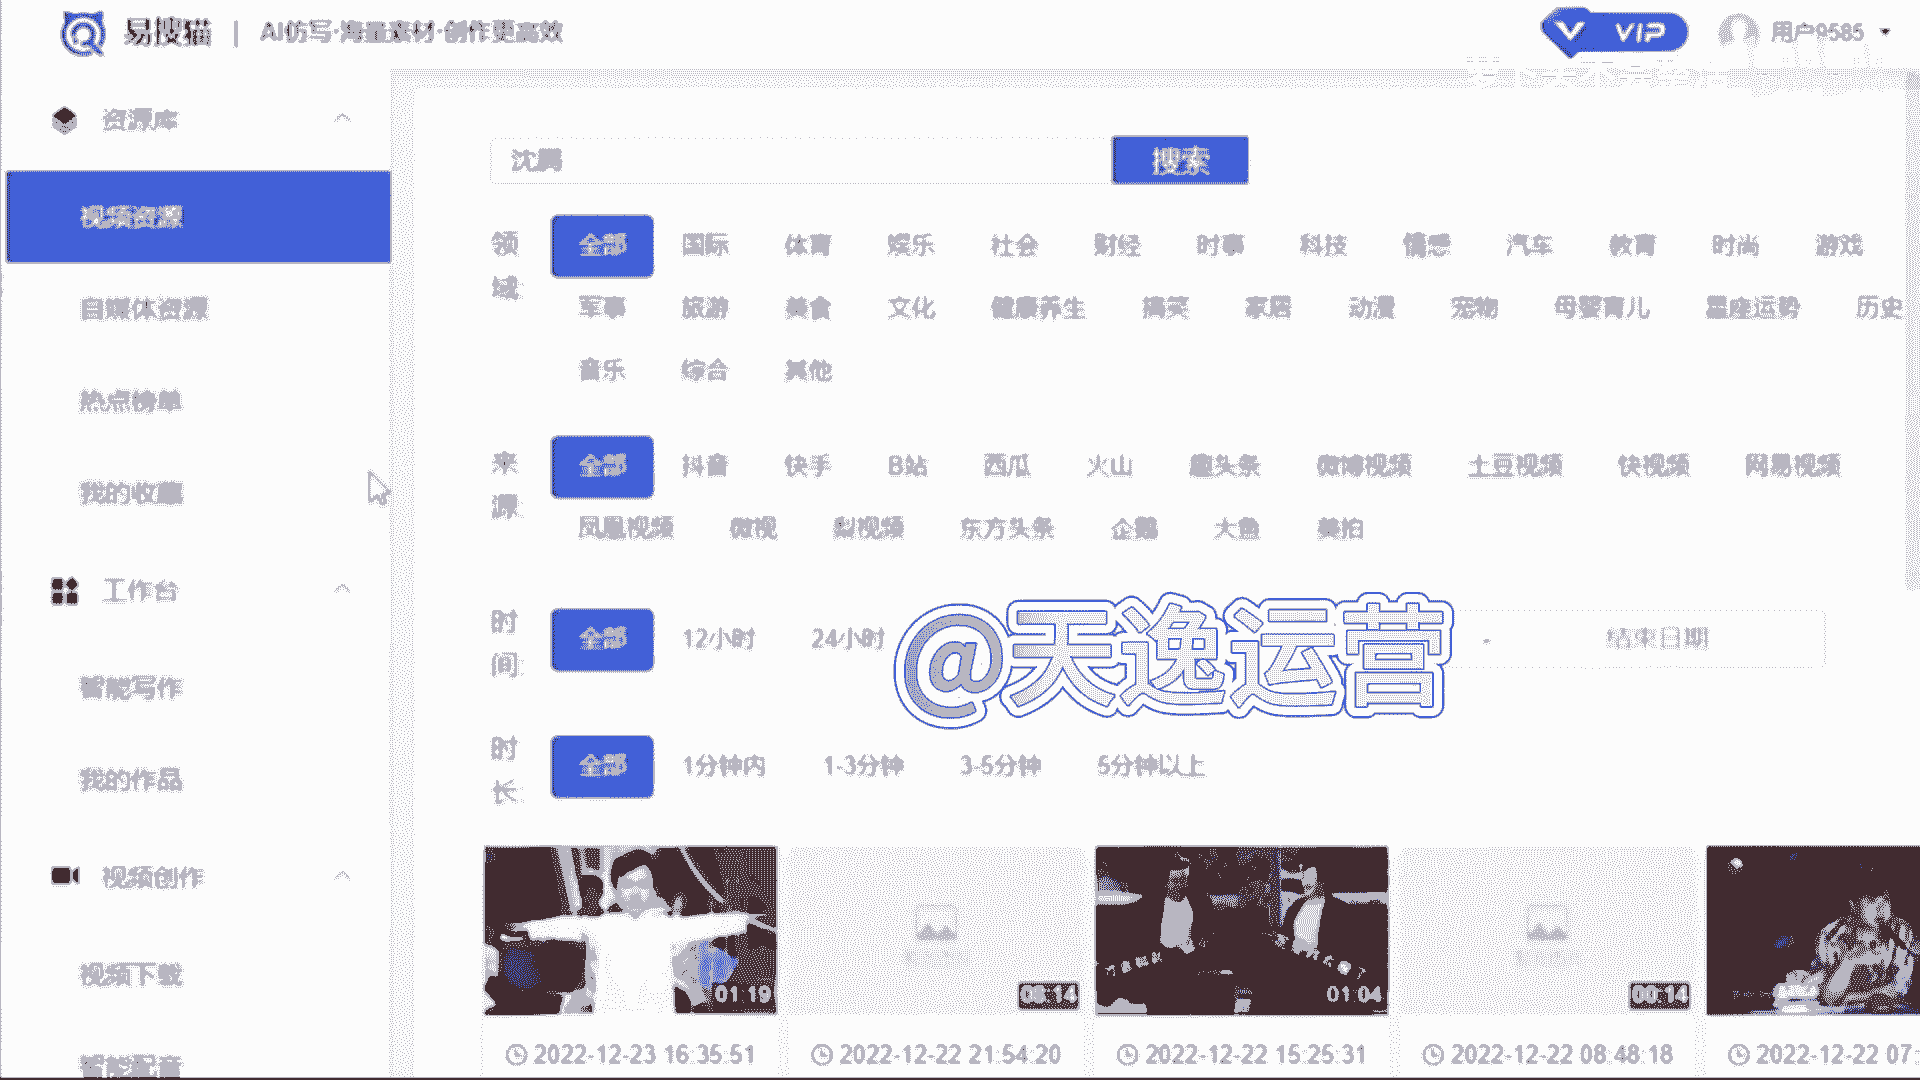 易搜猫 | AI仿写·海量素材·创作更高效
VIP
用户9585
资源库
视频资源
自媒体资源
热点榜单
我的收藏
工作台
智能写作
我的作品
视频创作
视频下载
智能配音
沈腾
搜索
领域
全部 国际 体育 娱乐 社会 财经 时事 科技 情感 汽车 教育 时尚 游戏
军事 旅游 美食 文化 健康养生 搞笑 家居 动漫 宠物 母婴育儿 星座运势 历史
音乐 综合 其他
来源
全部 抖音 快手 B站 西瓜 火山 趣头条 微博视频 土豆视频 快视频 网易视频
凤凰视频 微视 梨视频 东方头条 企鹅 大鱼 美拍
时间
全部 12小时 24小时
- 结束日期
@天逸运营
时长
全部 1分钟内 1-3分钟 3-5分钟 5分钟以上
01:19
01:04
00:14
2022-12-23 16:35:51
2022-12-22 21:54:20
2022-12-22 15:25:31
2022-12-22 08:48:18
2022-12-22 07: